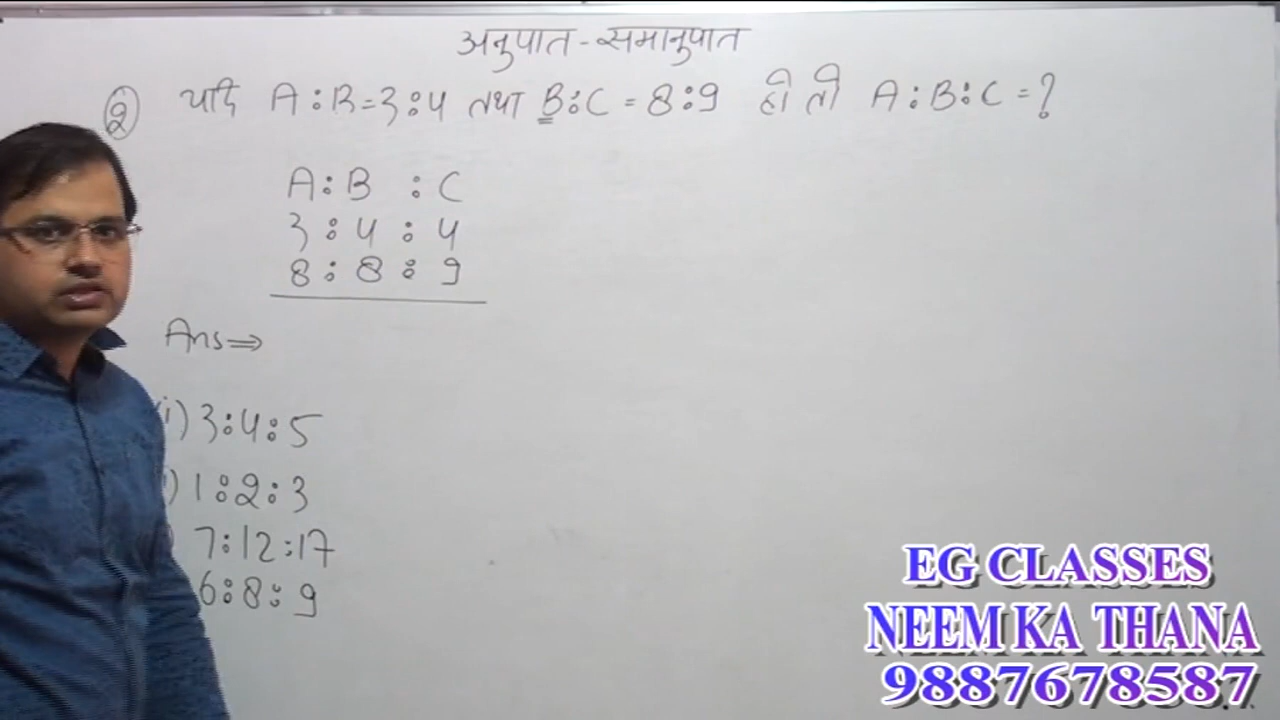 अनुपात - समानुपात
② यदि A:B=3:4 तथा B:C=8:9 हो तो A:B:C=?
A:B :C
3:4:4
8:8:9
Ans⇒
i) 3:4:5
) 1:2:3
7:12:17
6:8:9
EG CLASSES
NEEM KA THANA
9887678587